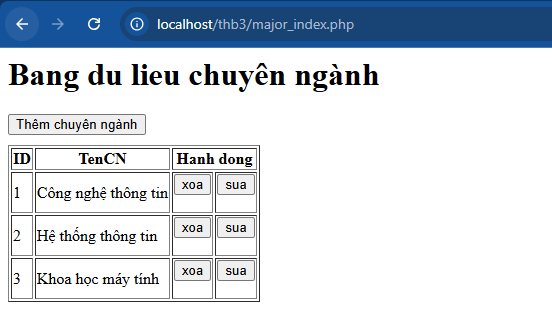 localhost/thb3/major_index.php
Bang du lieu chuyên ngành
Thêm chuyên ngành
ID TenCN Hanh dong
1 Công nghệ thông tin xoa sua
2 Hệ thống thông tin xoa sua
3 Khoa học máy tính xoa sua